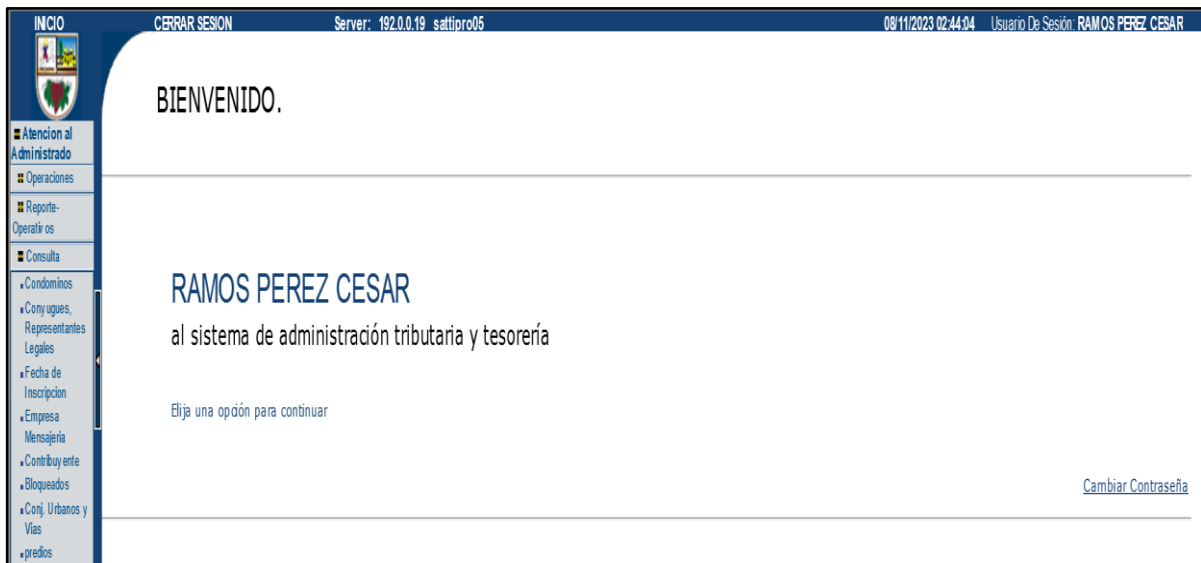 INICIO CERRAR SESION Server: 192.0.0.19 sattipro05 08/11/2023 02:44:04 Usuario De Sesión: RAMOS PEREZ CESAR
BIENVENIDO.
Atencion al
Administrado
Operaciones
Reporte-
Operativos
Consulta
Condominos
Conyugues,
Representantes
Legales
Fecha de
Inscripcion
Empresa
Mensajeria
Contribuyente
Bloqueados
Conj. Urbanos y
Vias
predios
RAMOS PEREZ CESAR
al sistema de administración tributaria y tesorería
Elija una opción para continuar
Cambiar Contraseña